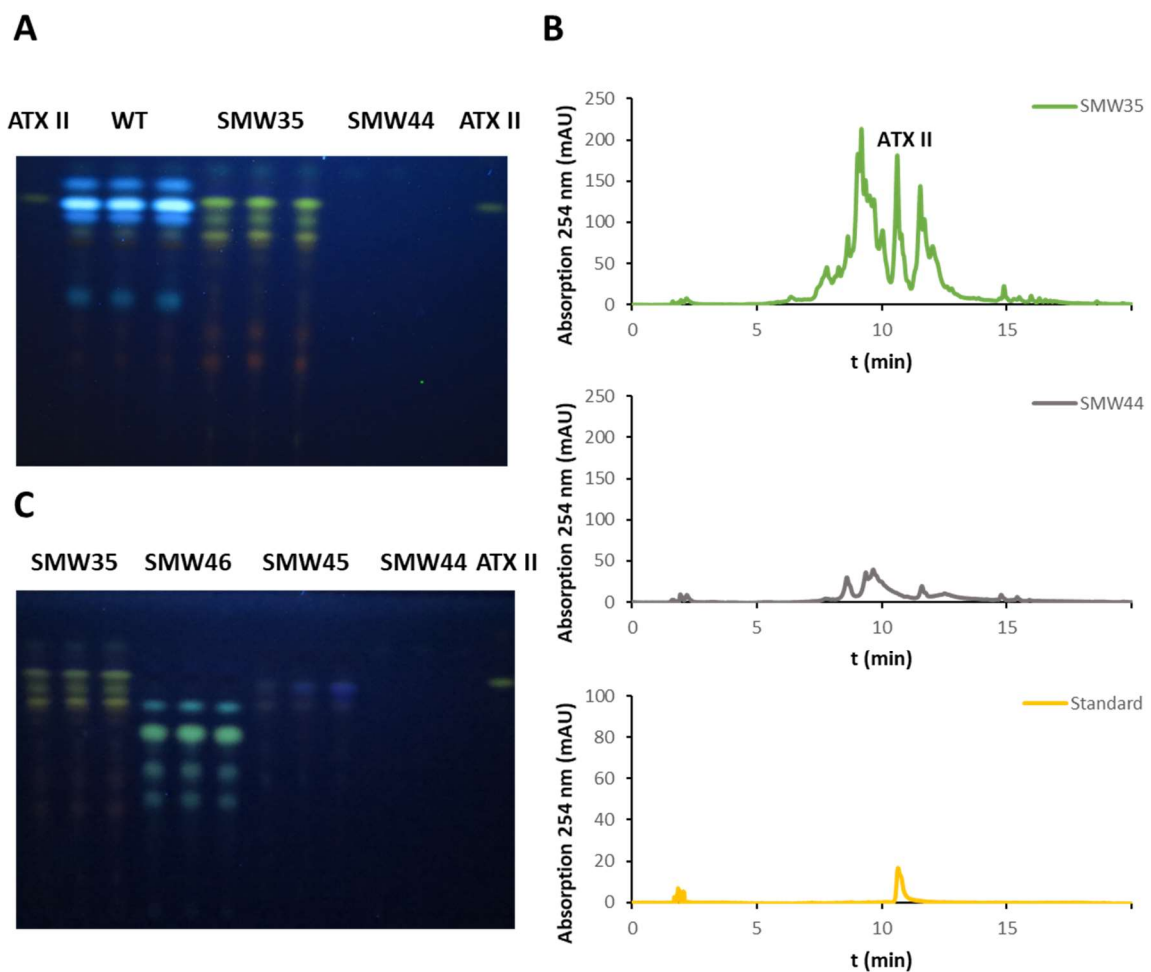 A
ATX II WT SMW35 SMW44 ATX II
B
250
200
150
100
50
0
Absorption 254 nm (mAU)
SMW35
ATX II
0 5 10 15
t (min)
250
200
150
100
50
0
Absorption 254 nm (mAU)
SMW44
0 5 10 15
t (min)
100
80
60
40
20
0
Absorption 254 nm (mAU)
Standard
0 5 10 15
t (min)
C
SMW35 SMW46 SMW45 SMW44 ATX II